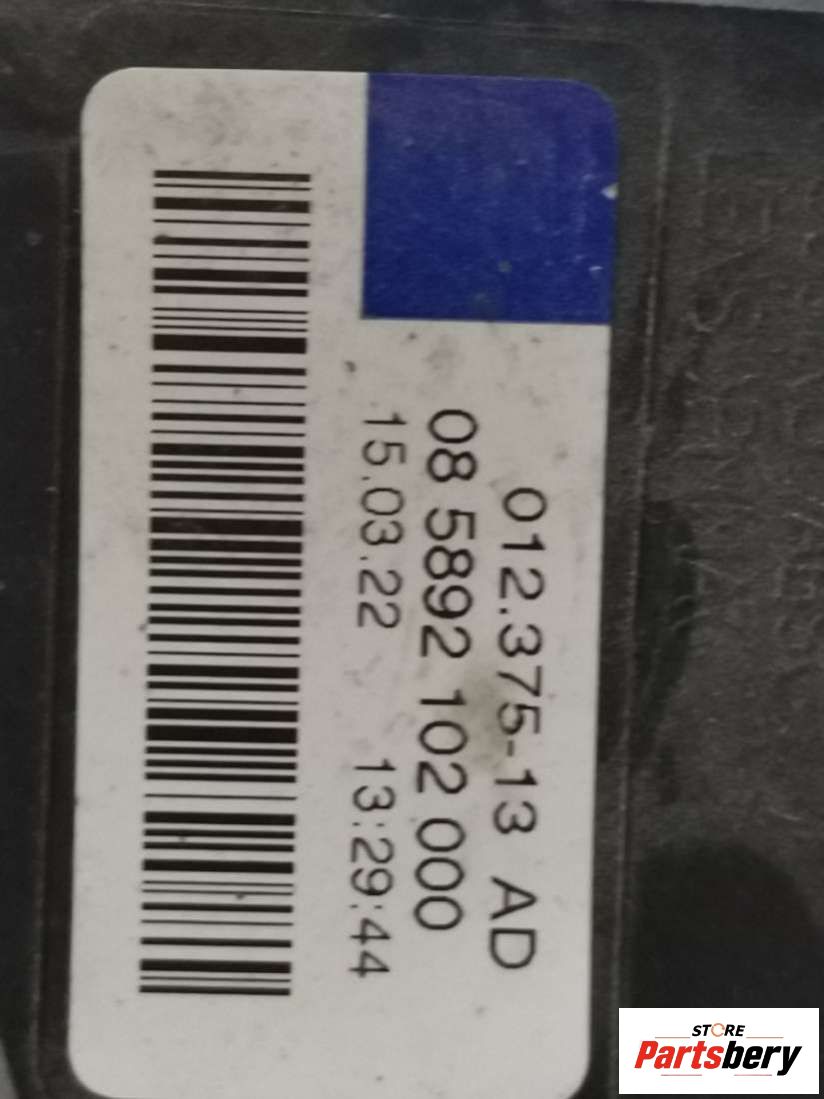 012.375-13 AD
08 5892 102 000
15.03.22 13:29:44
STORE
Partsbery